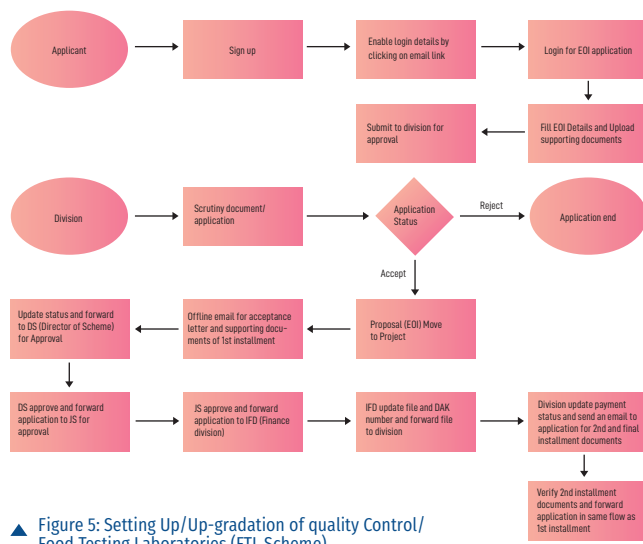 Applicant
Sign up
Enable login details by
clicking on email link
Login for EOI application
Submit to division for
approval
Fill EOI Details and Upload
supporting documents
Division
Scrutiny document/
application
Application
Status
Reject
Application end
Accept
Update status and forward
to DS (Director of Scheme)
for Approval
Offline email for acceptance
letter and supporting docu-
ments of 1st installment
Proposal (EOI) Move
to Project
DS approve and forward
application to JS for
approval
JS approve and forward
application to IFD (Finance
division)
IFD update file and DAK
number and forward file
to division
Division update payment
status and send an email to
application for 2nd and final
installment documents
Verify 2nd installment
documents and forward
application in same flow as
1st installment
Figure 5: Setting Up/Up-gradation of quality Control/
Food Testing Laboratories (FTL Scheme)